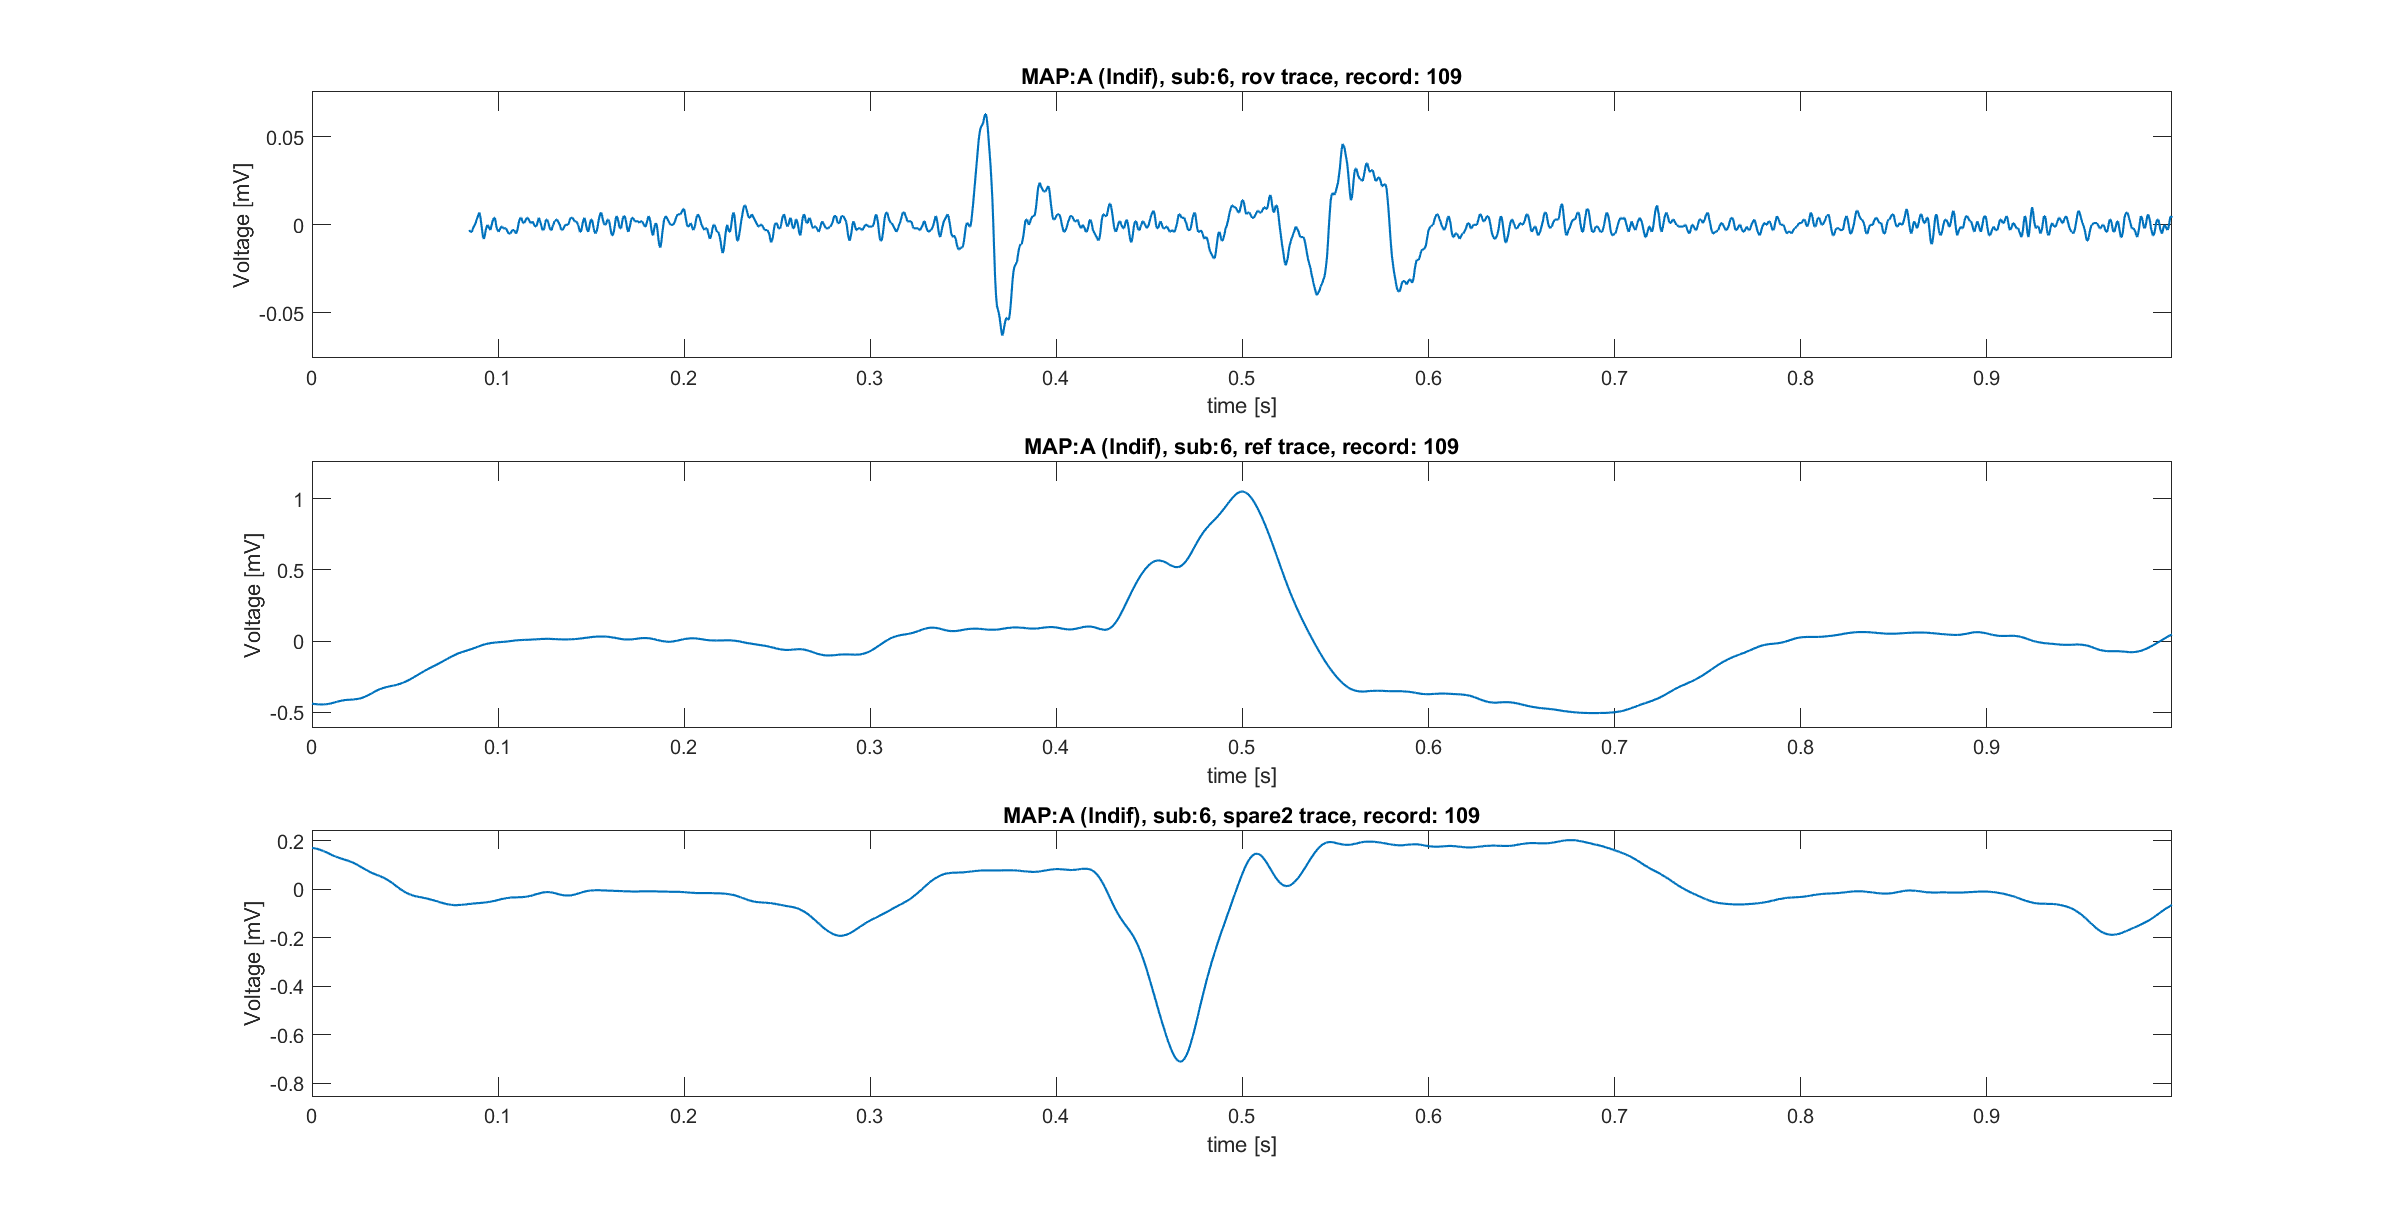 MAP:A (Indif), sub:6, rov trace, record: 109
Voltage [mV]
0.05
0
-0.05
0 0.1 0.2 0.3 0.4 0.5 0.6 0.7 0.8 0.9
time [s]
MAP:A (Indif), sub:6, ref trace, record: 109
Voltage [mV]
1
0.5
0
-0.5
0 0.1 0.2 0.3 0.4 0.5 0.6 0.7 0.8 0.9
time [s]
MAP:A (Indif), sub:6, spare2 trace, record: 109
Voltage [mV]
0.2
0
-0.2
-0.4
-0.6
-0.8
0 0.1 0.2 0.3 0.4 0.5 0.6 0.7 0.8 0.9
time [s]